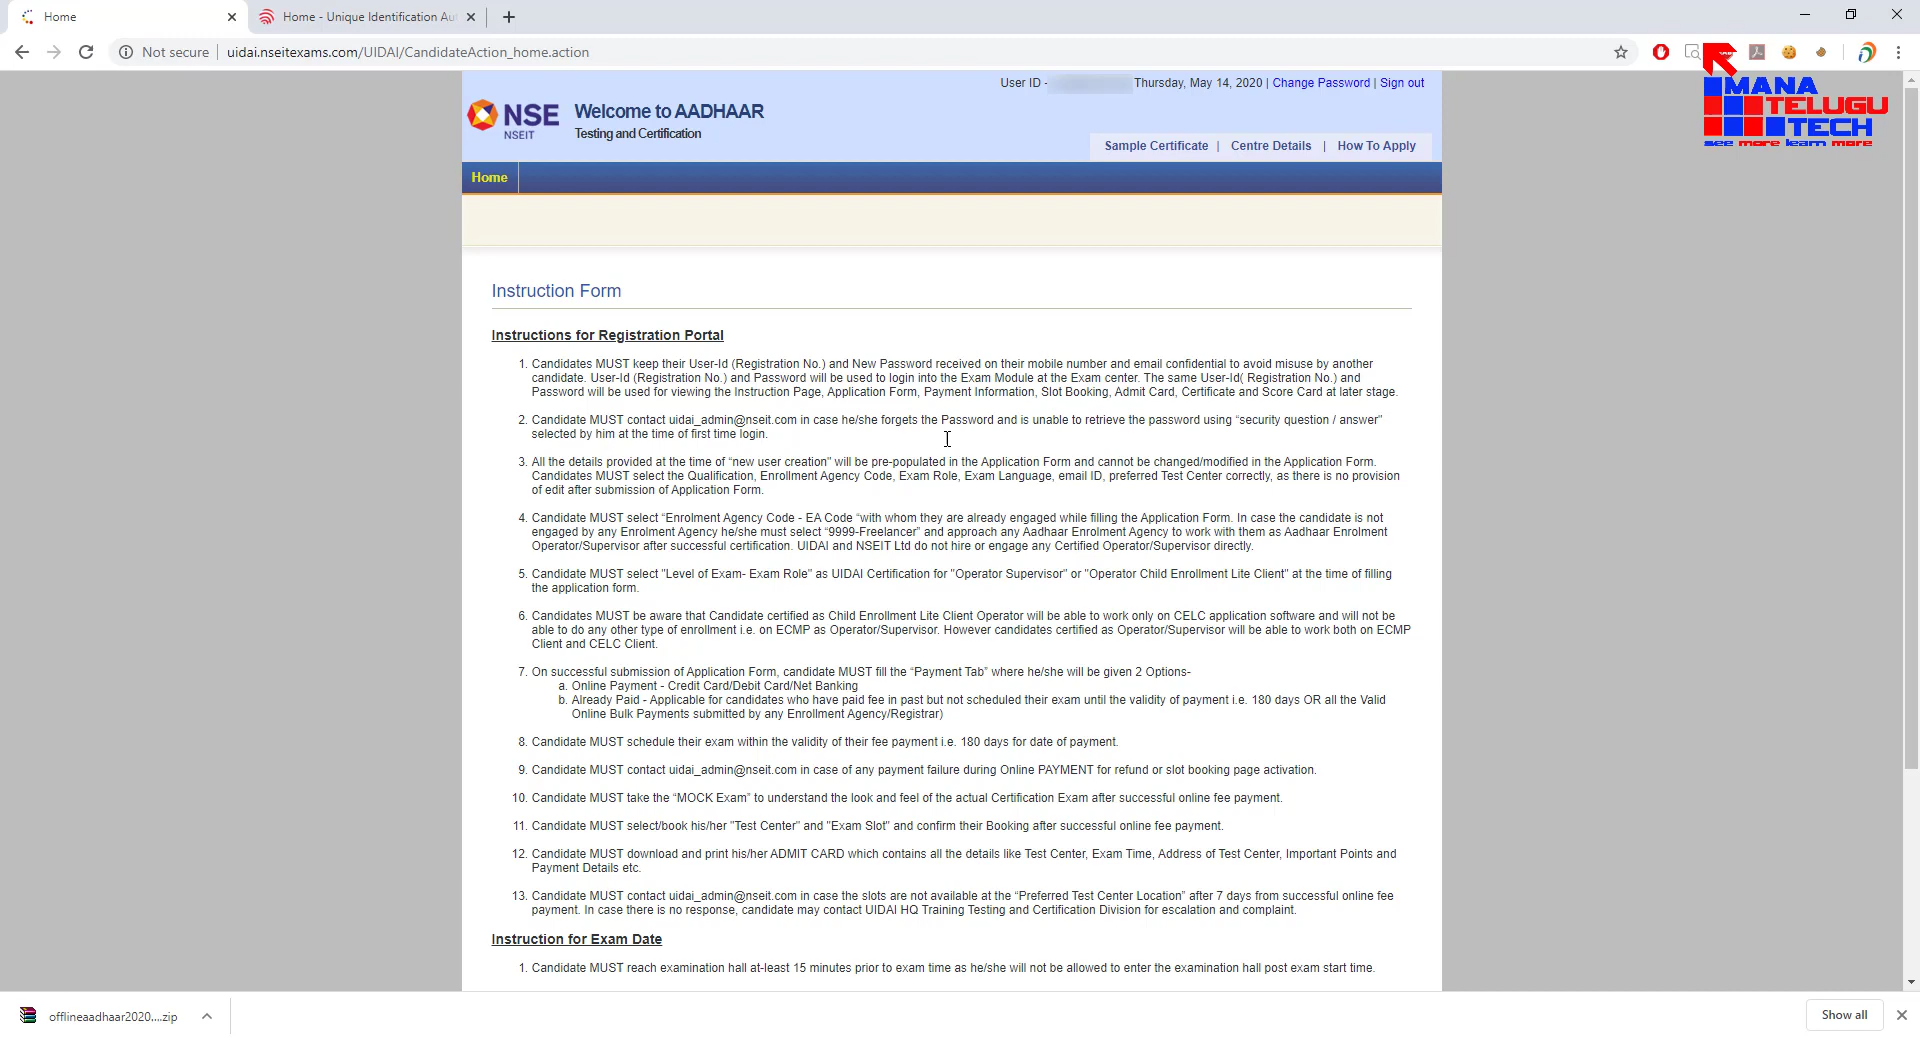 Home
Home - Unique Identification Au
Not secure
uidai.nseitexams.com/UIDAI/CandidateAction_home.action
User ID -
Thursday, May 14, 2020 | Change Password | Sign out
NSE
NSEIT
Welcome to AADHAAR
Testing and Certification
Sample Certificate | Centre Details | How To Apply
MANA
TELUGU
TECH
see more learn more
Home
Instruction Form
Instructions for Registration Portal
1. Candidates MUST keep their User-Id (Registration No.) and New Password received on their mobile number and email confidential to avoid misuse by another
candidate. User-Id (Registration No.) and Password will be used to login into the Exam Module at the Exam center. The same User-Id( Registration No.) and
Password will be used for viewing the Instruction Page, Application Form, Payment Information, Slot Booking, Admit Card, Certificate and Score Card at later stage.
2. Candidate MUST contact uidai_admin@nseit.com in case he/she forgets the Password and is unable to retrieve the password using “security question / answer”
selected by him at the time of first time login.
3. All the details provided at the time of “new user creation” will be pre-populated in the Application Form and cannot be changed/modified in the Application Form.
Candidates MUST select the Qualification, Enrollment Agency Code, Exam Role, Exam Language, email ID, preferred Test Center correctly, as there is no provision
of edit after submission of Application Form.
4. Candidate MUST select “Enrolment Agency Code - EA Code “with whom they are already engaged while filling the Application Form. In case the candidate is not
engaged by any Enrolment Agency he/she must select “9999-Freelancer” and approach any Aadhaar Enrolment Agency to work with them as Aadhaar Enrolment
Operator/Supervisor after successful certification. UIDAI and NSEIT Ltd do not hire or engage any Certified Operator/Supervisor directly.
5. Candidate MUST select "Level of Exam- Exam Role" as UIDAI Certification for "Operator Supervisor" or "Operator Child Enrollment Lite Client" at the time of filling
the application form.
6. Candidates MUST be aware that Candidate certified as Child Enrollment Lite Client Operator will be able to work only on CELC application software and will not be
able to do any other type of enrollment i.e. on ECMP as Operator/Supervisor. However candidates certified as Operator/Supervisor will be able to work both on ECMP
Client and CELC Client.
7. On successful submission of Application Form, candidate MUST fill the “Payment Tab” where he/she will be given 2 Options-
a. Online Payment - Credit Card/Debit Card/Net Banking
b. Already Paid - Applicable for candidates who have paid fee in past but not scheduled their exam until the validity of payment i.e. 180 days OR all the Valid
Online Bulk Payments submitted by any Enrollment Agency/Registrar)
8. Candidate MUST schedule their exam within the validity of their fee payment i.e. 180 days for date of payment.
9. Candidate MUST contact uidai_admin@nseit.com in case of any payment failure during Online PAYMENT for refund or slot booking page activation.
10. Candidate MUST take the “MOCK Exam” to understand the look and feel of the actual Certification Exam after successful online fee payment.
11. Candidate MUST select/book his/her "Test Center" and "Exam Slot" and confirm their Booking after successful online fee payment.
12. Candidate MUST download and print his/her ADMIT CARD which contains all the details like Test Center, Exam Time, Address of Test Center, Important Points and
Payment Details etc.
13. Candidate MUST contact uidai_admin@nseit.com in case the slots are not available at the “Preferred Test Center Location” after 7 days from successful online fee
payment. In case there is no response, candidate may contact UIDAI HQ Training Testing and Certification Division for escalation and complaint.
Instruction for Exam Date
1. Candidate MUST reach examination hall at-least 15 minutes prior to exam time as he/she will not be allowed to enter the examination hall post exam start time.
offlineaadhaar2020....zip
Show all